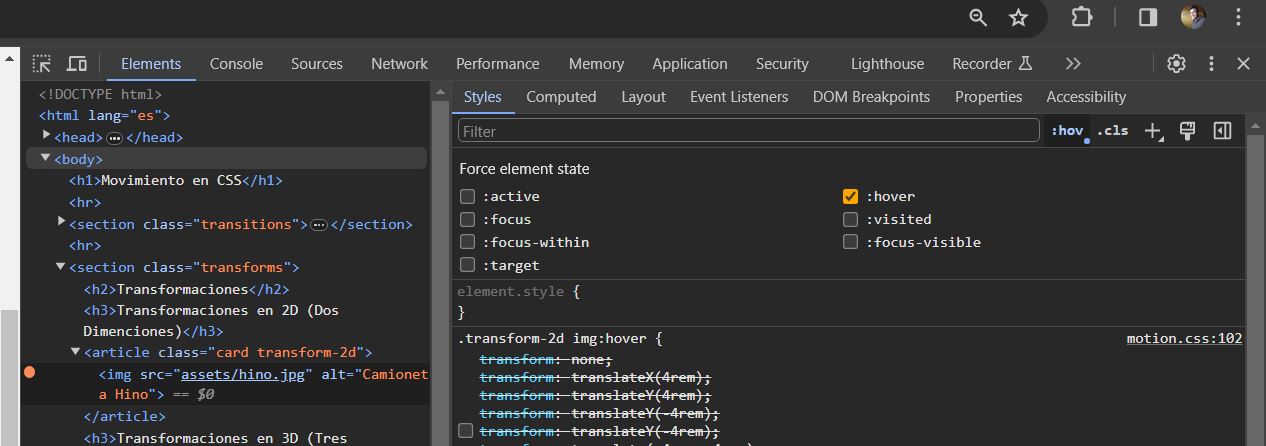 Elements Console Sources Network Performance Memory Application Security Lighthouse Recorder
<!DOCTYPE html>
<html lang="es">
<head> </head>
<body>
<h1>Movimiento en CSS</h1>
<hr>
<section class="transitions"> </section>
<hr>
<section class="transforms">
<h2>Transformaciones</h2>
<h3>Transformaciones en 2D (Dos
Dimenciones)</h3>
<article class="card transform-2d">
<img src="assets/hino.jpg" alt="Camionet
a Hino"> == $0
</article>
<h3>Transformaciones en 3D (Tres
Styles Computed Layout Event Listeners DOM Breakpoints Properties Accessibility
Filter :hov .cls
Force element state
:active :hover
:focus :visited
:focus-within :focus-visible
:target
element.style {
}
.transform-2d img:hover { motion.css:102
transform: none;
transform: translateX(4rem);
transform: translateY(4rem);
transform: translateY(-4rem);
transform: translateY(-4rem);